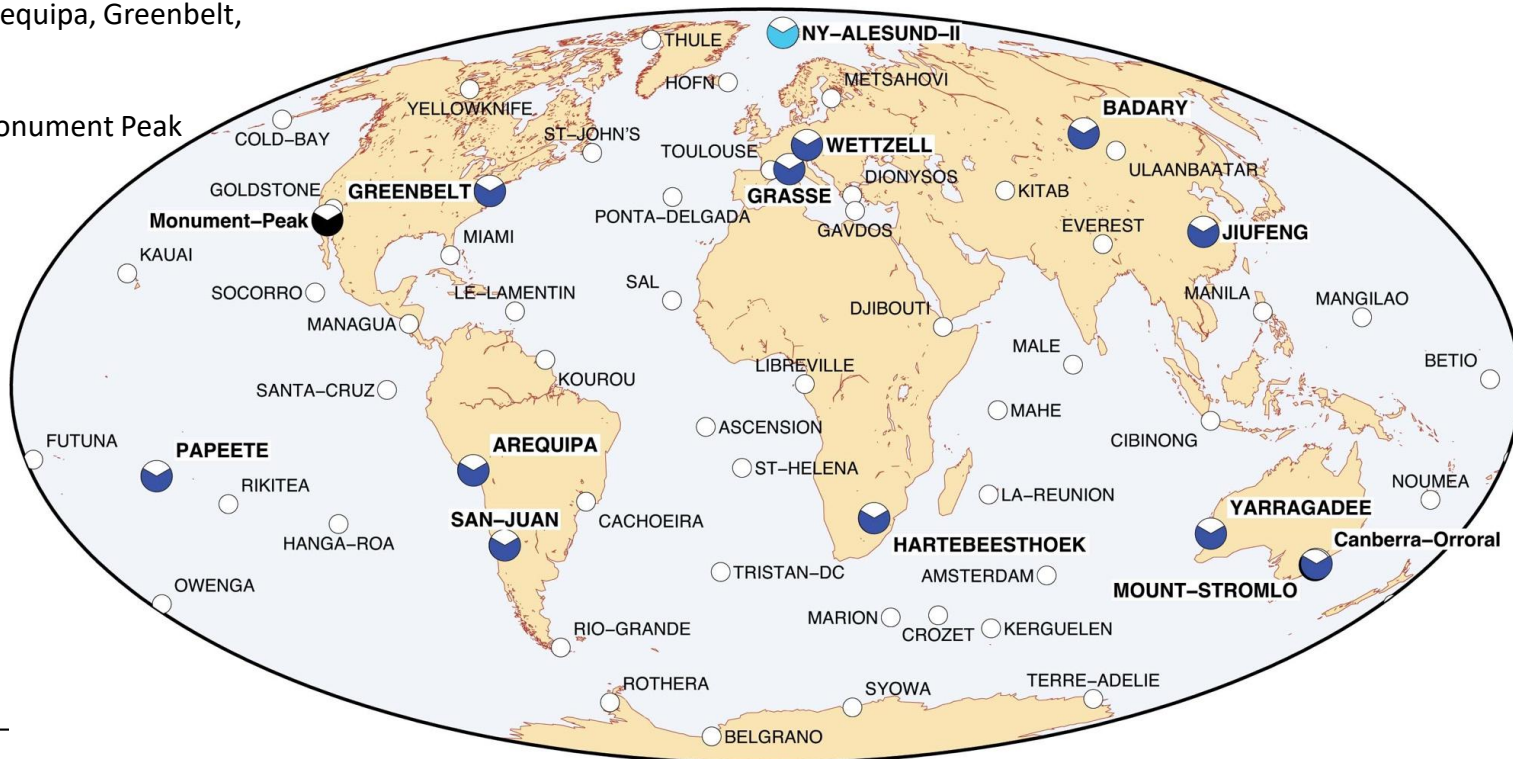 equipa, Greenbelt,
onument Peak
NY–ALESUND–II
THULE
HOFN
METSAHOVI
YELLOWKNIFE
COLD–BAY
ST–JOHN'S
BADARY
WETTZELL
TOULOUSE
ULAANBAATAR
DIONYSOS
GOLDSTONE
GREENBELT
KITAB
GRASSE
Monument–Peak
PONTA–DELGADA
GAVDOS
EVEREST
JIUFENG
MIAMI
KAUAI
SOCORRO
LE–LAMENTIN
SAL
MANILA
MANGILAO
DJIBOUTI
MANAGUA
MALE
BETIO
LIBREVILLE
KOUROU
SANTA–CRUZ
MAHE
ASCENSION
CIBINONG
FUTUNA
PAPEETE
AREQUIPA
ST–HELENA
RIKITEA
NOUMEA
LA–REUNION
YARRAGADEE
SAN–JUAN
CACHOEIRA
HANGA–ROA
HARTEBEESTHOEK
Canberra–Orroral
TRISTAN–DC
AMSTERDAM
OWENGA
MOUNT–STROMLO
MARION
CROZET
KERGUELEN
RIO–GRANDE
ROTHERA
SYOWA
TERRE–ADELIE
BELGRANO